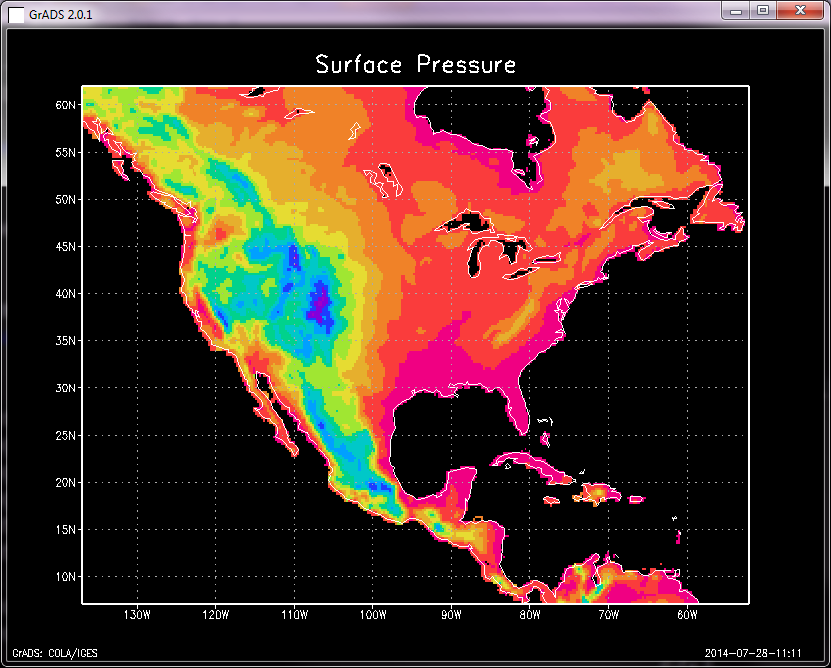 GrADS 2.0.1
Surface Pressure
60N
55N
50N
45N
40N
35N
30N
25N
20N
15N
10N
130W 120W 110W 100W 90W 80W 70W 60W
GrADS: COLA/IGES 2014-07-28-11:11